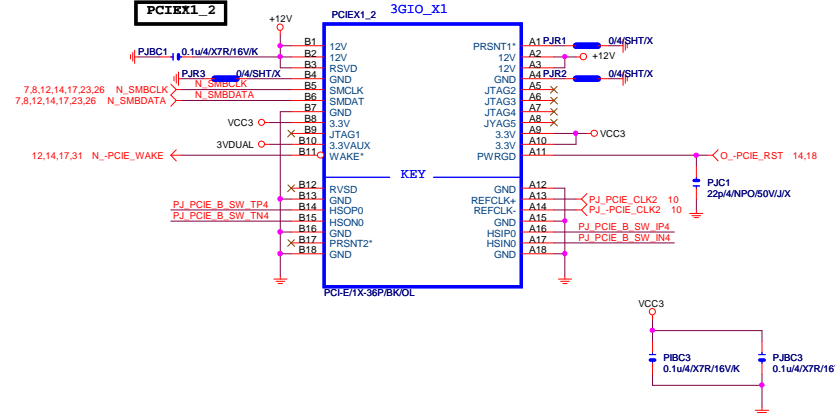 PCIEX1_2
+12V
PCIEX1_2 3GIO_X1
PJBC1 0.1u/4/X7R/16V/K
B1 12V PRSNT1* A1 PJR1 0/4/SHT/X
B2 12V 12V A2 +12V
B3 RSVD 12V A3
PJR3 0/4/SHT/X B4 GND GND A4 PJR2 0/4/SHT/X
7,8,12,14,17,23,26 N_SMBCLK N_SMBCLK B5 SMCLK JTAG2 A5
7,8,12,14,17,23,26 N_SMBDATA N_SMBDATA B6 SMDAT JTAG3 A6
B7 GND JTAG4 A7
VCC3 B8 3.3V JYAG5 A8
B9 JTAG1 3.3V A9 VCC3
3VDUAL B10 3.3VAUX 3.3V A10
12,14,17,31 N_-PCIE_WAKE B11 WAKE* PWRGD A11 O_-PCIE_RST 14,18
KEY
PJC1
22p/4/NPO/50V/J/X
B12 RVSD GND A12
B13 GND REFCLK+ A13 PJ_PCIE_CLK2 10
PJ_PCIE_B_SW_TP4 B14 HSOP0 REFCLK- A14 PJ_-PCIE_CLK2 10
PJ_PCIE_B_SW_TN4 B15 HSON0 GND A15
B16 GND HSIP0 A16 PJ_PCIE_B_SW_IP4
B17 PRSNT2* HSIN0 A17 PJ_PCIE_B_SW_IN4
B18 GND GND A18
PCI-E/1X-36P/BK/OL
VCC3
PIBC3 PJBC3
0.1u/4/X7R/16V/K 0.1u/4/X7R/16